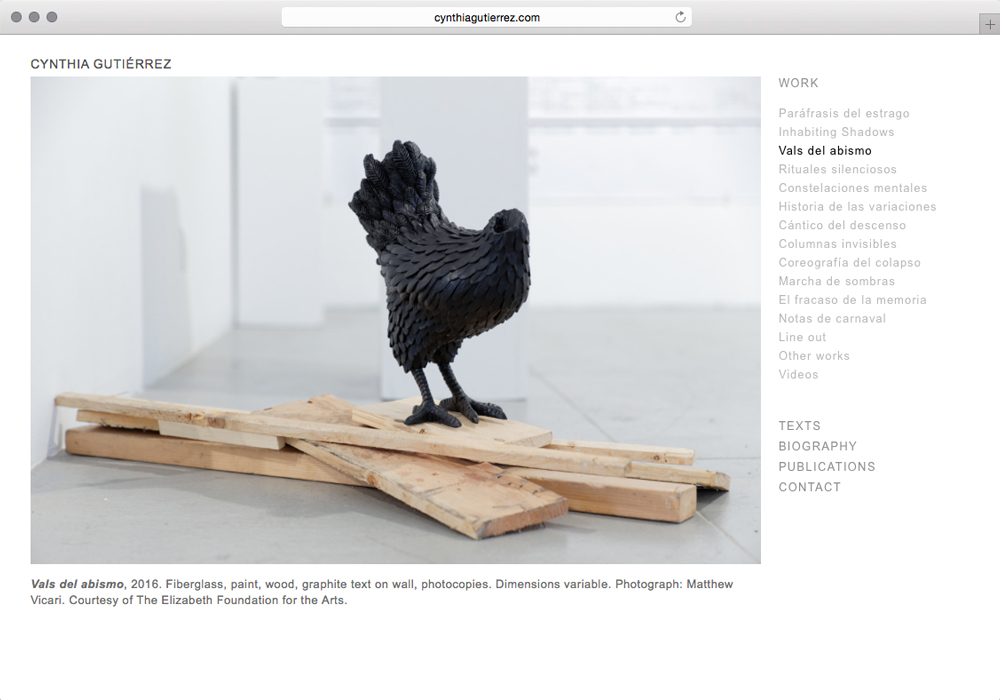 cynthiagutierrez.com
CYNTHIA GUTIÉRREZ
WORK
Paráfrasis del estrago
Inhabiting Shadows
Vals del abismo
Rituales silenciosos
Constelaciones mentales
Historia de las variaciones
Cántico del descenso
Columnas invisibles
Coreografía del colapso
Marcha de sombras
El fracaso de la memoria
Notas de carnaval
Line out
Other works
Videos
TEXTS
BIOGRAPHY
PUBLICATIONS
CONTACT
Vals del abismo, 2016. Fiberglass, paint, wood, graphite text on wall, photocopies. Dimensions variable. Photograph: Matthew
Vicari. Courtesy of The Elizabeth Foundation for the Arts.